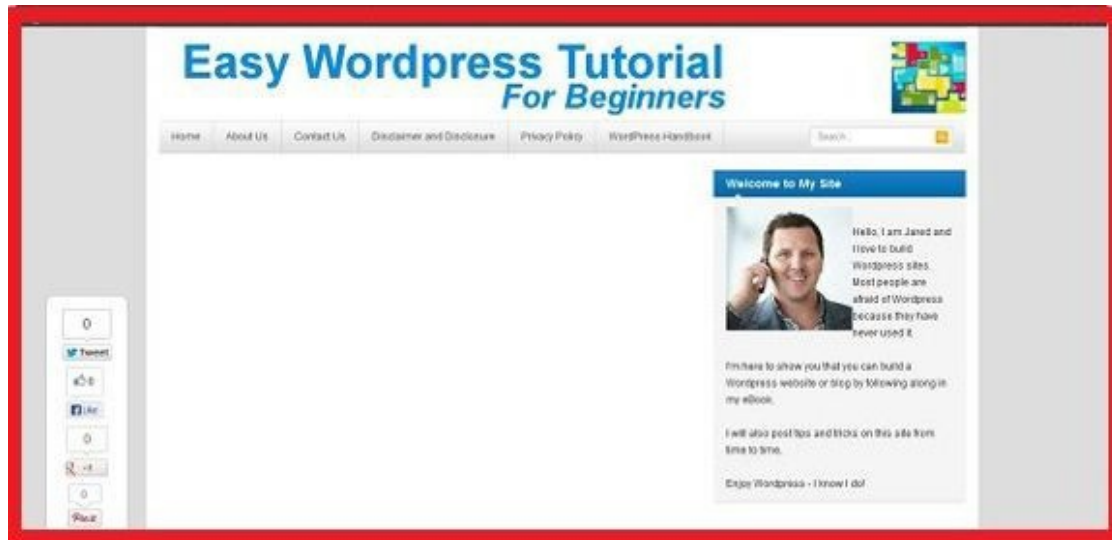 Easy Wordpress Tutorial
For Beginners
Home About Us Contact Us Disclaimer and Disclosure Privacy Policy WordPress Handbook Search..
Welcome to My Site
Hello, I am Jared and
I love to build
Wordpress sites.
Most people are
afraid of Wordpress
because they have
never used it.
I'm here to show you that you can build a
Wordpress website or blog by following along in
my eBook.
I will also post tips and tricks on this site from
time to time.
Enjoy Wordpress - I know I do!
0
Tweet
0
Like
0
+1
0
Pin it